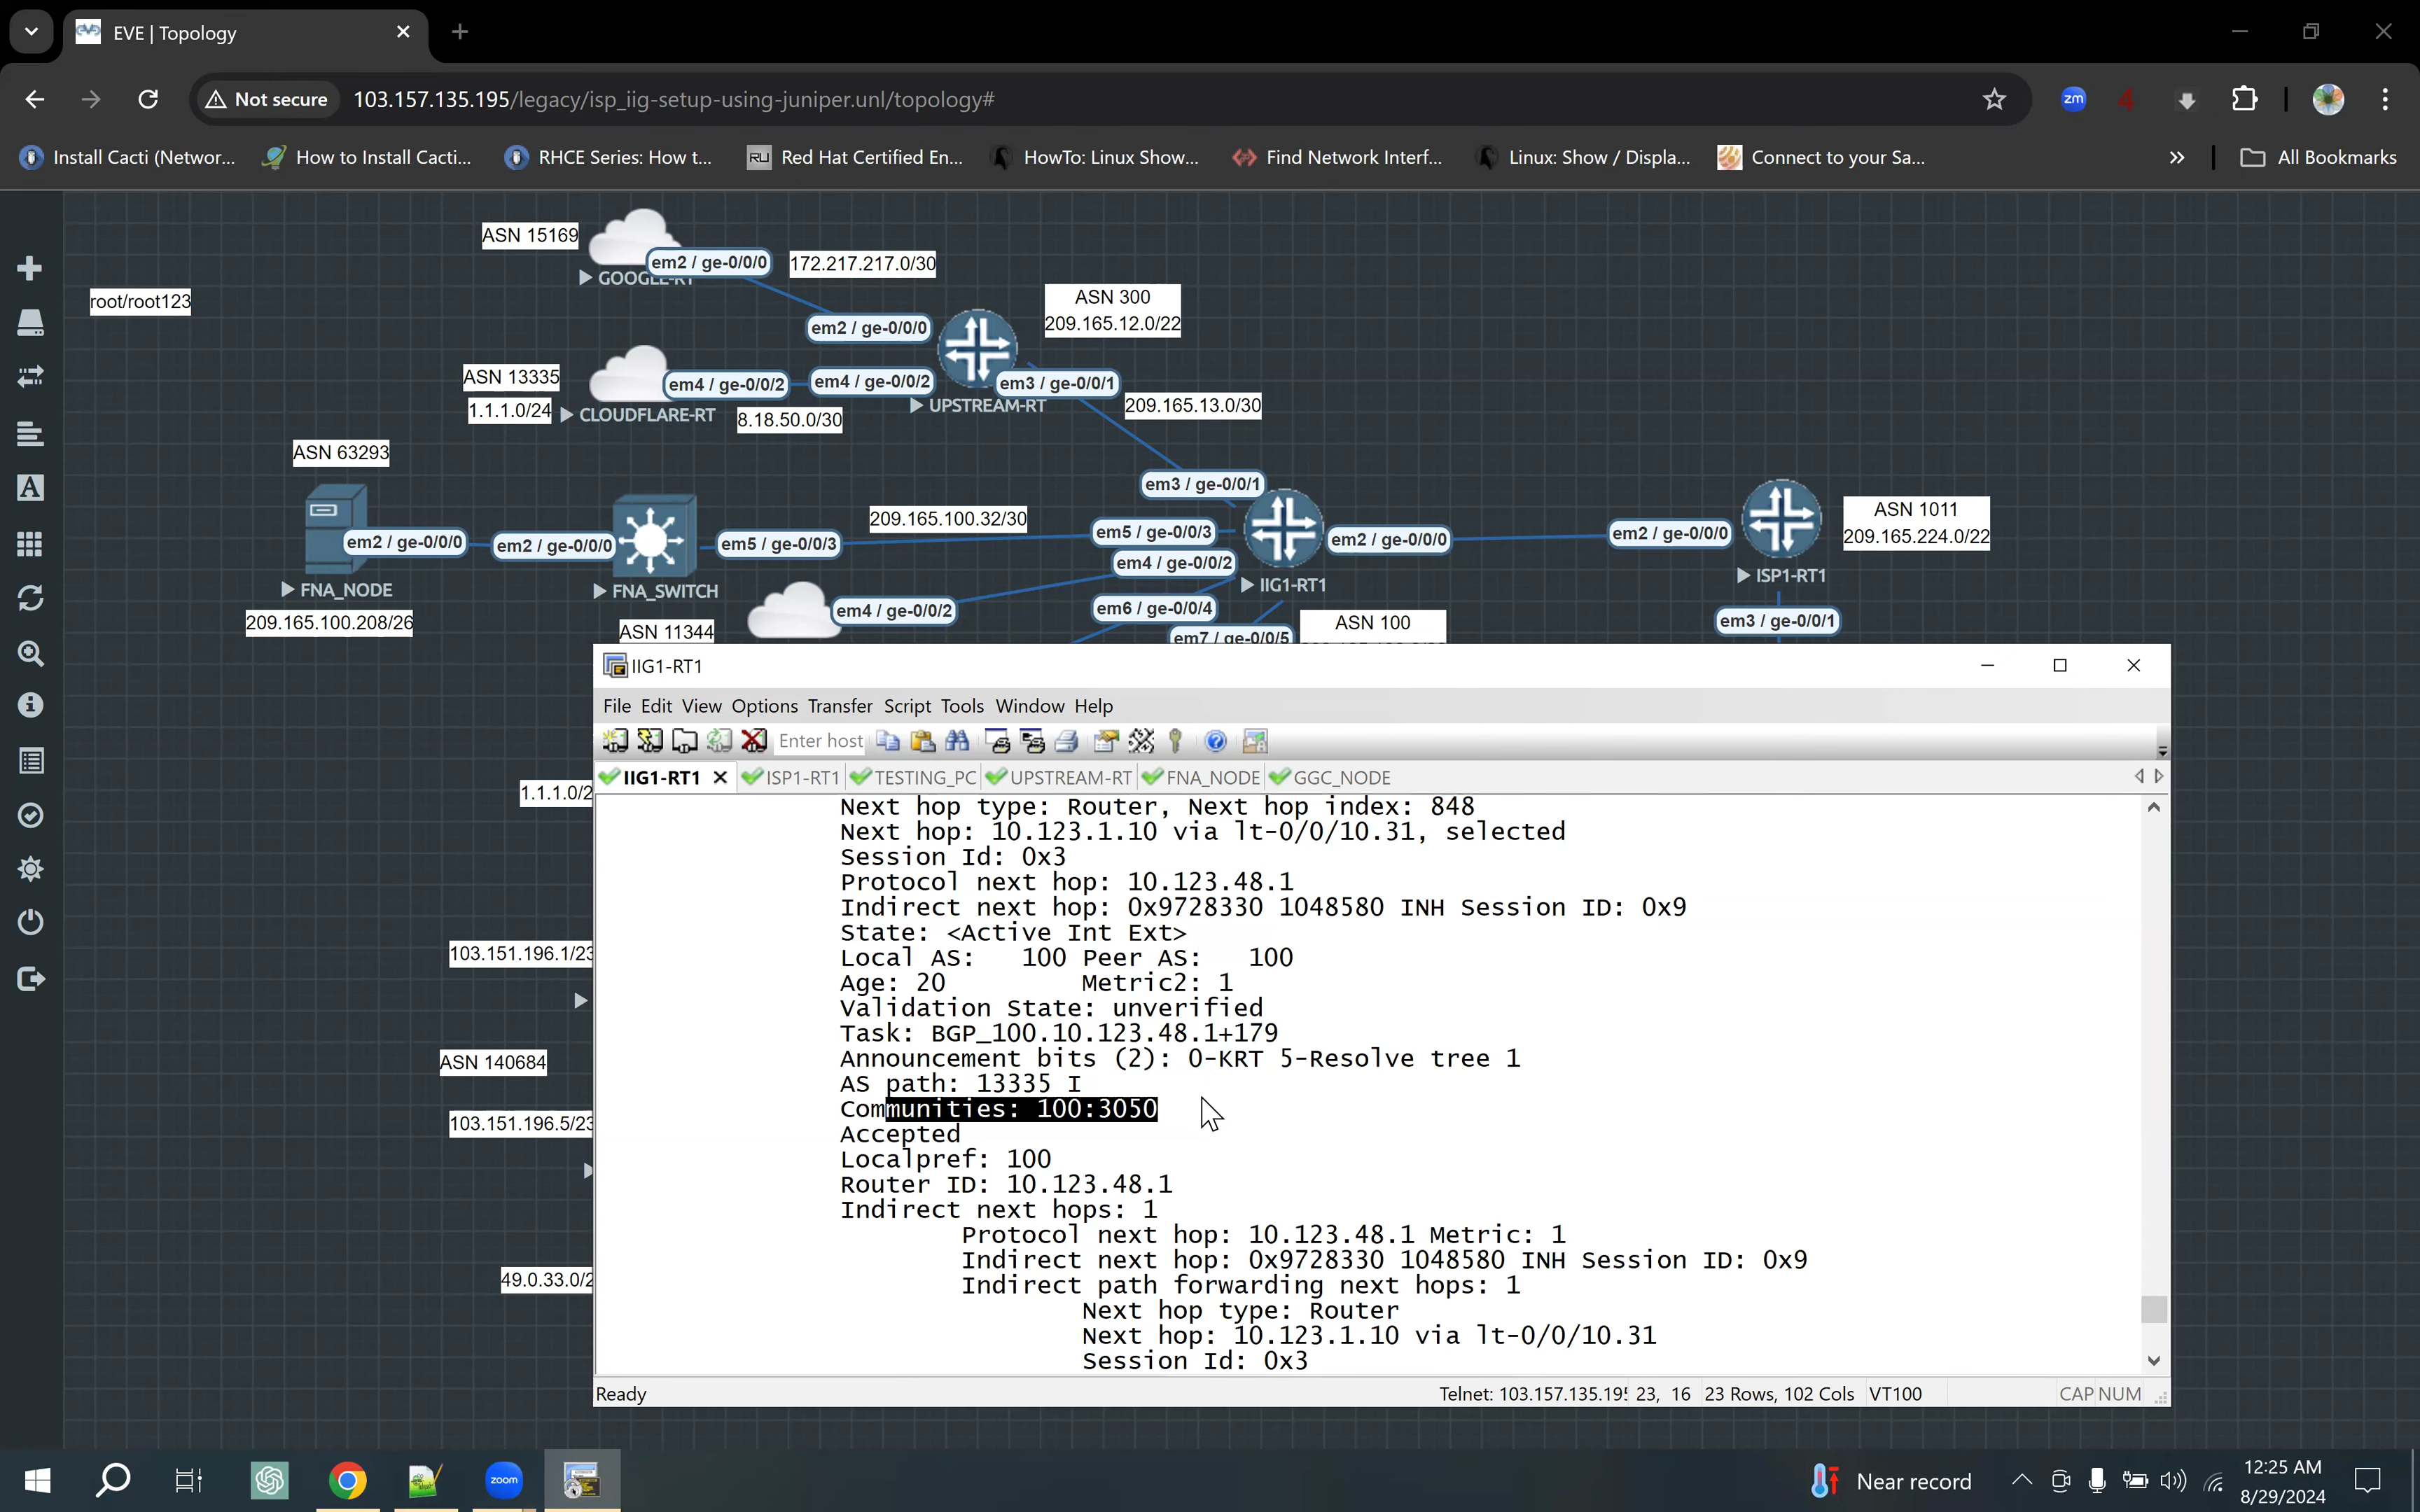 EVE | Topology
Not secure
103.157.135.195/legacy/isp_iig-setup-using-juniper.unl/topology#
zm
4
Install Cacti (Networ...
How to Install Cacti...
RHCE Series: How t...
RU
Red Hat Certified En...
HowTo: Linux Show...
Find Network Interf...
Linux: Show / Displa...
Connect to your Sa...
All Bookmarks
ASN 15169
em2 / ge-0/0/0
172.217.217.0/30
GOOGLE-RT
root/root123
ASN 300
209.165.12.0/22
em2 / ge-0/0/0
ASN 13335
em4 / ge-0/0/2
em4 / ge-0/0/2
em3 / ge-0/0/1
1.1.1.0/24
CLOUDFLARE-RT
8.18.50.0/30
UPSTREAM-RT
209.165.13.0/30
ASN 63293
em3 / ge-0/0/1
209.165.100.32/30
ASN 1011
209.165.224.0/22
em2 / ge-0/0/0
em2 / ge-0/0/0
em5 / ge-0/0/3
em5 / ge-0/0/3
em2 / ge-0/0/0
em2 / ge-0/0/0
em4 / ge-0/0/2
FNA_NODE
FNA_SWITCH
IIG1-RT1
ISP1-RT1
209.165.100.208/26
em4 / ge-0/0/2
em6 / ge-0/0/4
ASN 11344
em7 / ge-0/0/5
ASN 100
em3 / ge-0/0/1
IIG1-RT1
File Edit View Options Transfer Script Tools Window Help
Enter host
IIG1-RT1
ISP1-RT1
TESTING_PC
UPSTREAM-RT
FNA_NODE
GGC_NODE
1.1.1.0/2
103.151.196.1/23
ASN 140684
103.151.196.5/23
49.0.33.0/2
Next hop type: Router, Next hop index: 848
Next hop: 10.123.1.10 via lt-0/0/10.31, selected
Session Id: 0x3
Protocol next hop: 10.123.48.1
Indirect next hop: 0x9728330 1048580 INH Session ID: 0x9
State: <Active Int Ext>
Local AS: 100 Peer AS: 100
Age: 20 Metric2: 1
Validation State: unverified
Task: BGP_100.10.123.48.1+179
Announcement bits (2): 0-KRT 5-Resolve tree 1
AS path: 13335 I
Communities: 100:3050
Accepted
Localpref: 100
Router ID: 10.123.48.1
Indirect next hops: 1
Protocol next hop: 10.123.48.1 Metric: 1
Indirect next hop: 0x9728330 1048580 INH Session ID: 0x9
Indirect path forwarding next hops: 1
Next hop type: Router
Next hop: 10.123.1.10 via lt-0/0/10.31
Session Id: 0x3
Ready
Telnet: 103.157.135.195 23, 16 23 Rows, 102 Cols VT100 CAP NUM
zoom
Near record
12:25 AM
8/29/2024